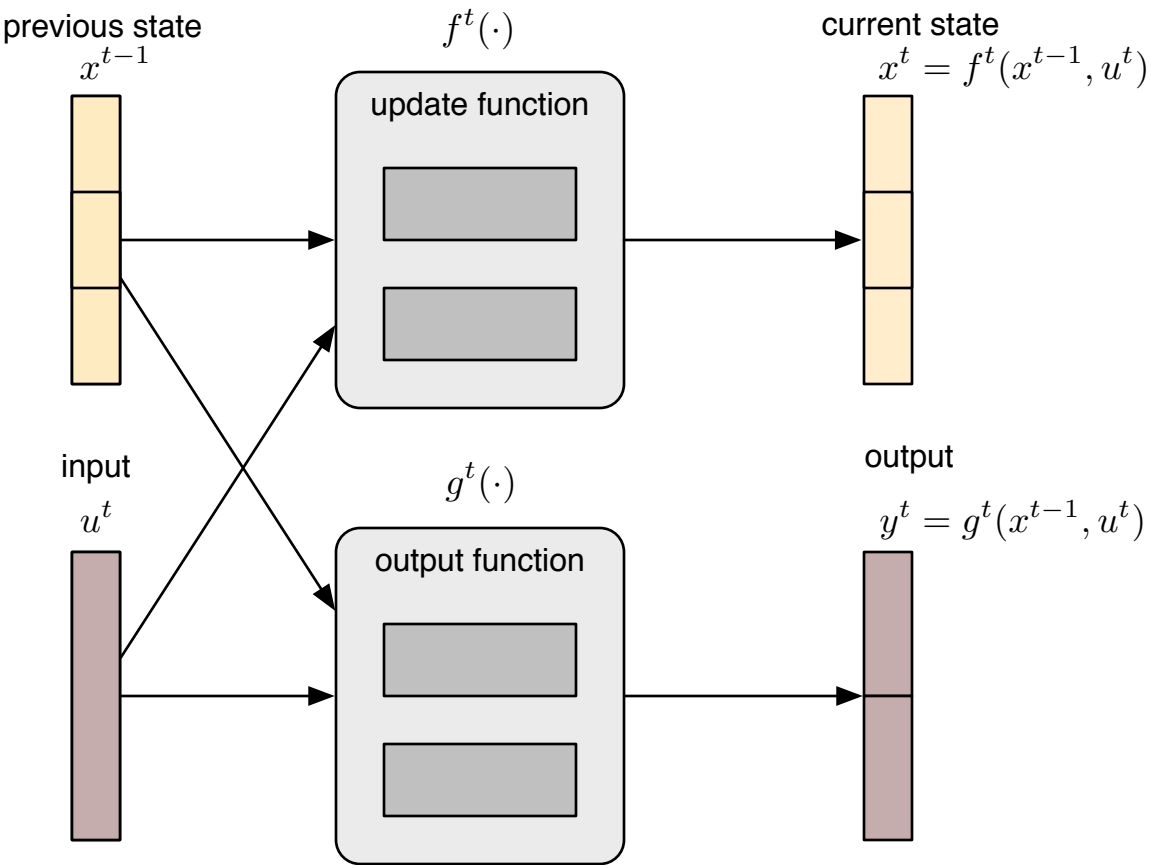 previous state
x^{t-1}
f^t(·)
update function
current state
x^t = f^t(x^{t-1}, u^t)
input
u^t
g^t(·)
output function
output
y^t = g^t(x^{t-1}, u^t)